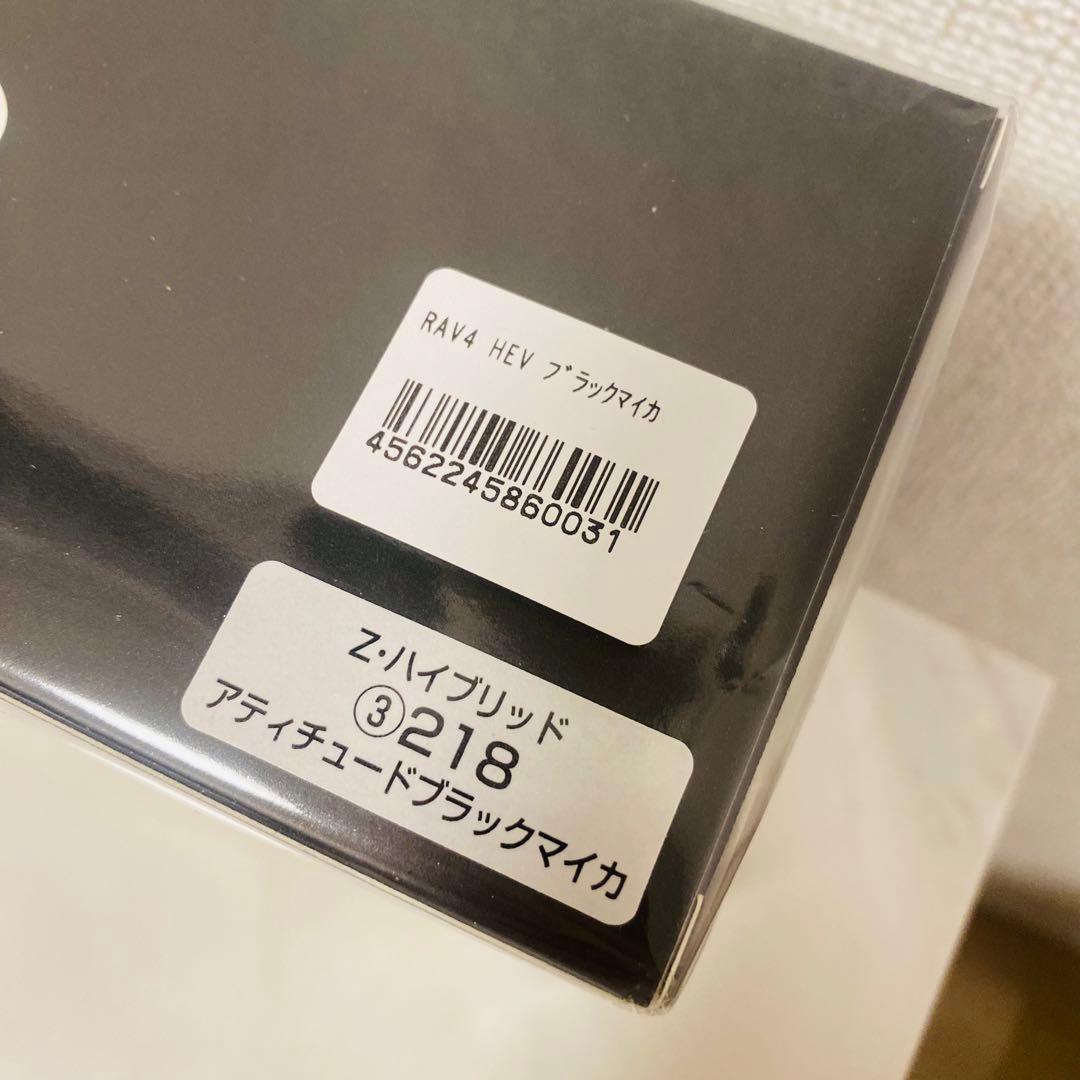 RAV4 HEV ブラックマイカ
4562245860031
Z・ハイブリッド
③218
アティチュードブラックマイカ